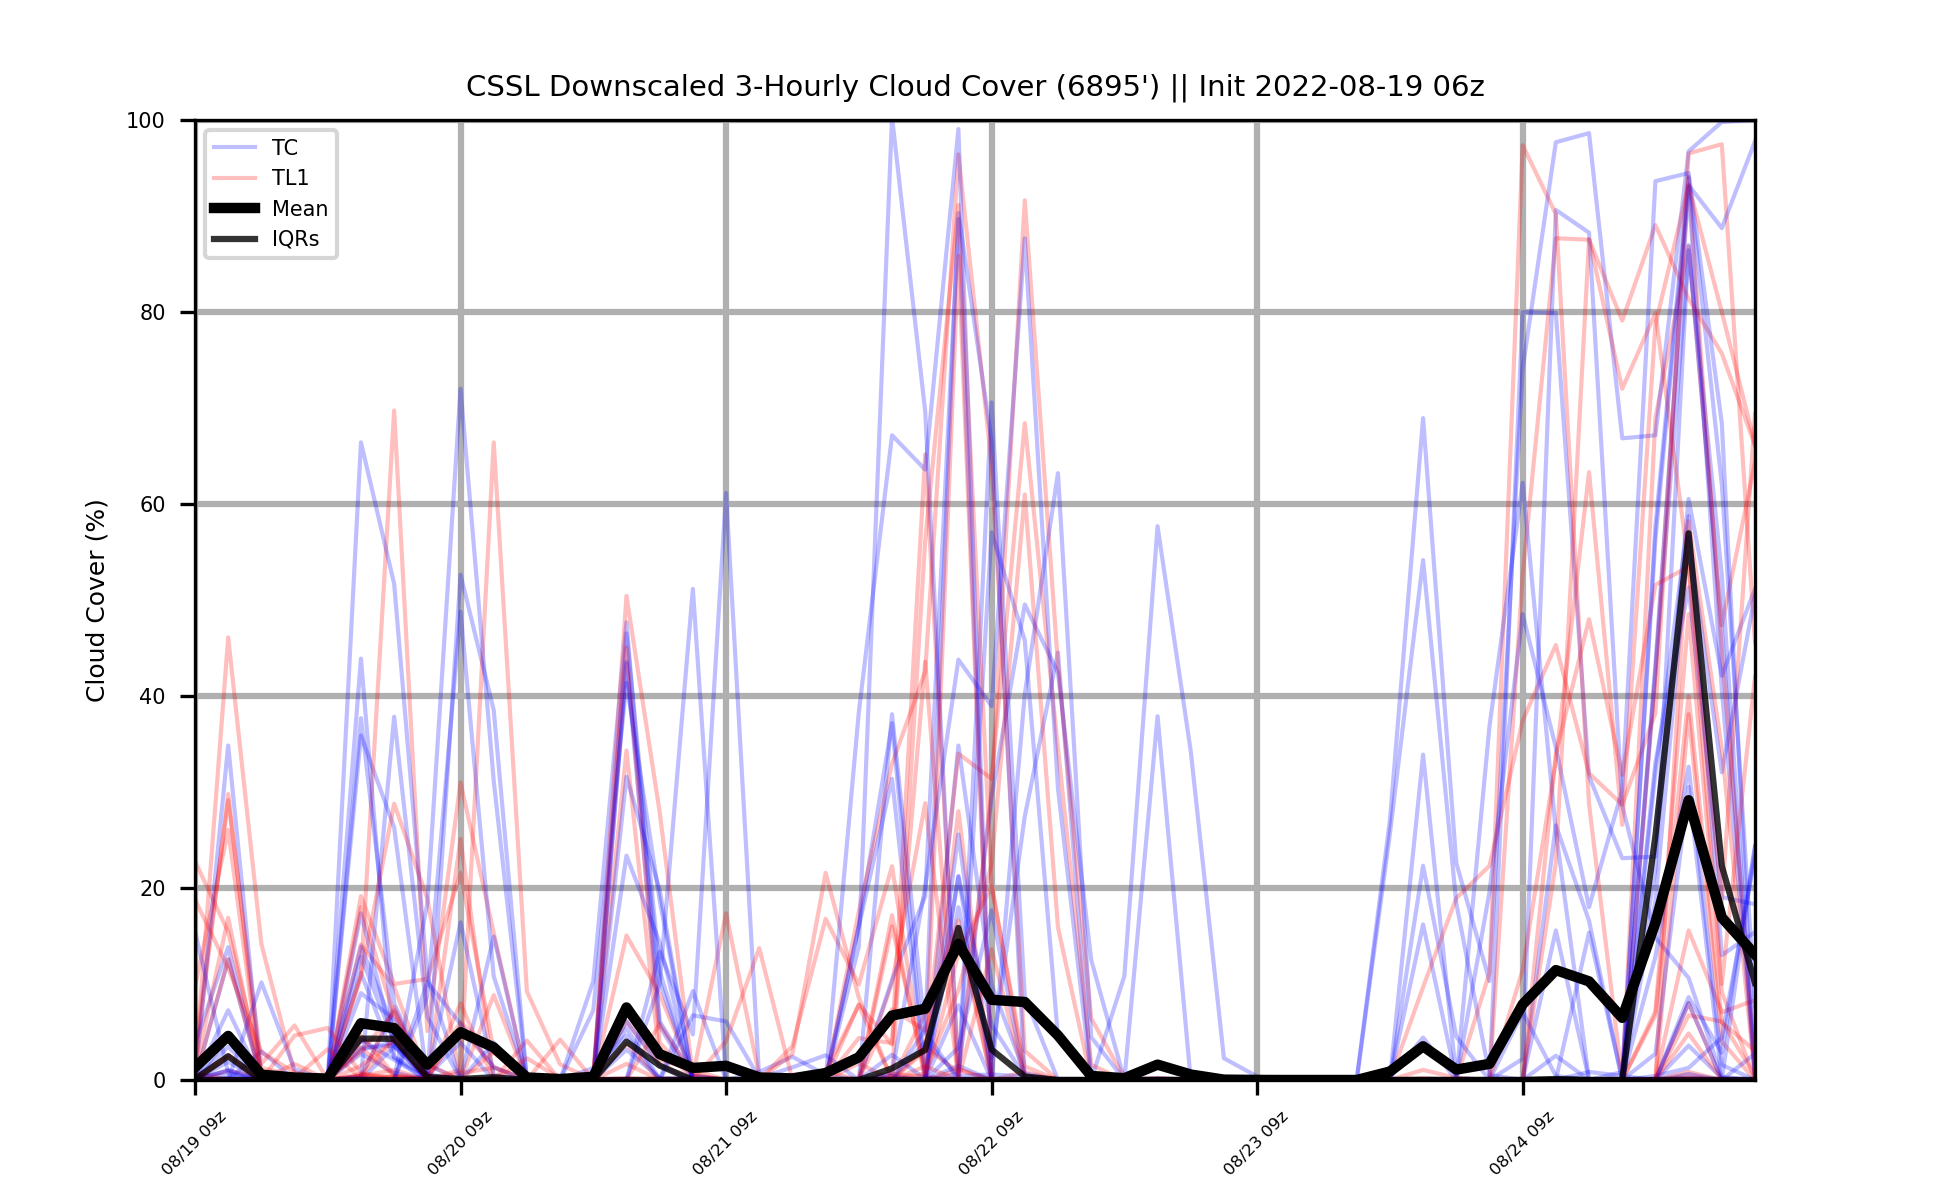 CSSL Downscaled 3-Hourly Cloud Cover (6895') || Init 2022-08-19 06z
100
80
60
40
20
0
Cloud Cover (%)
TC
TL1
Mean
IQRs
08/19 09z
08/20 09z
08/21 09z
08/22 09z
08/23 09z
08/24 09z